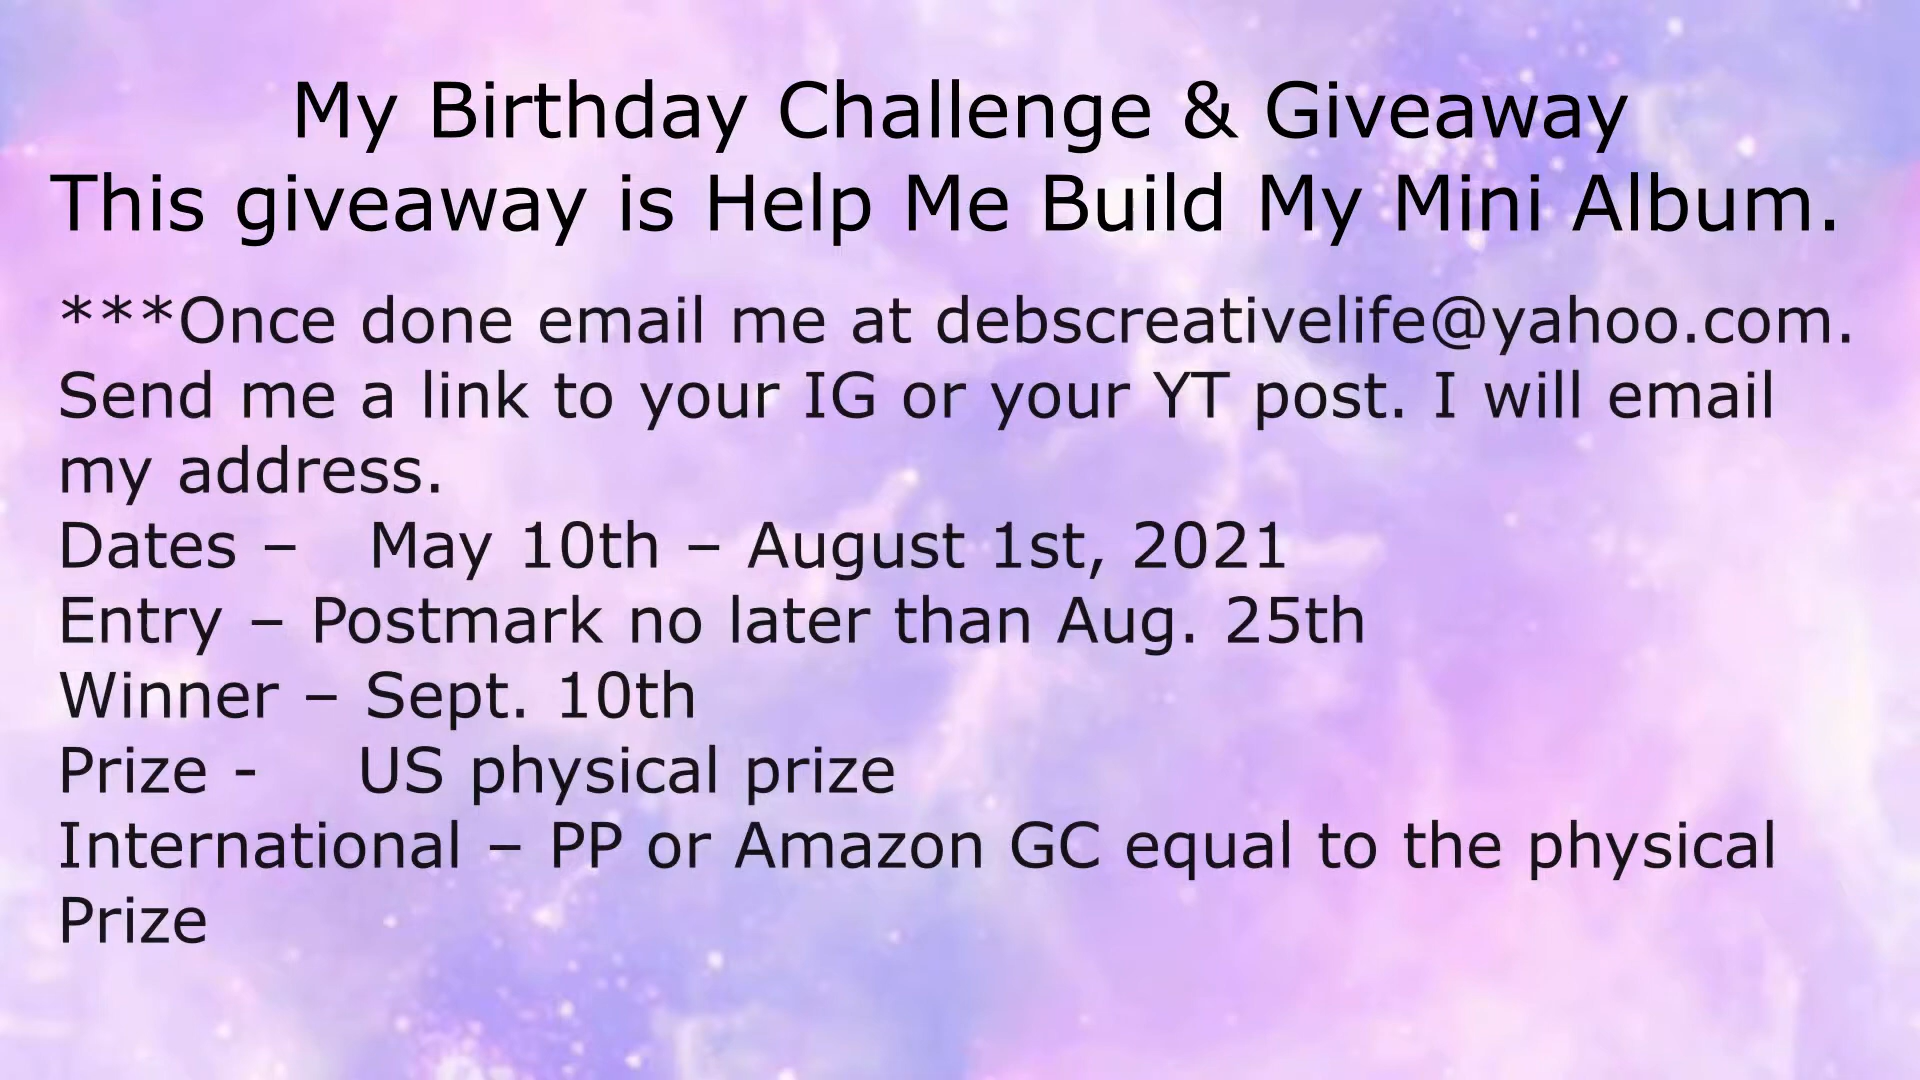 My Birthday Challenge & Giveaway
This giveaway is Help Me Build My Mini Album.
***Once done email me at debscreativelife@yahoo.com.
Send me a link to your IG or your YT post. I will email
my address.
Dates –   May 10th – August 1st, 2021
Entry – Postmark no later than Aug. 25th
Winner – Sept. 10th
Prize -    US physical prize
International – PP or Amazon GC equal to the physical
Prize